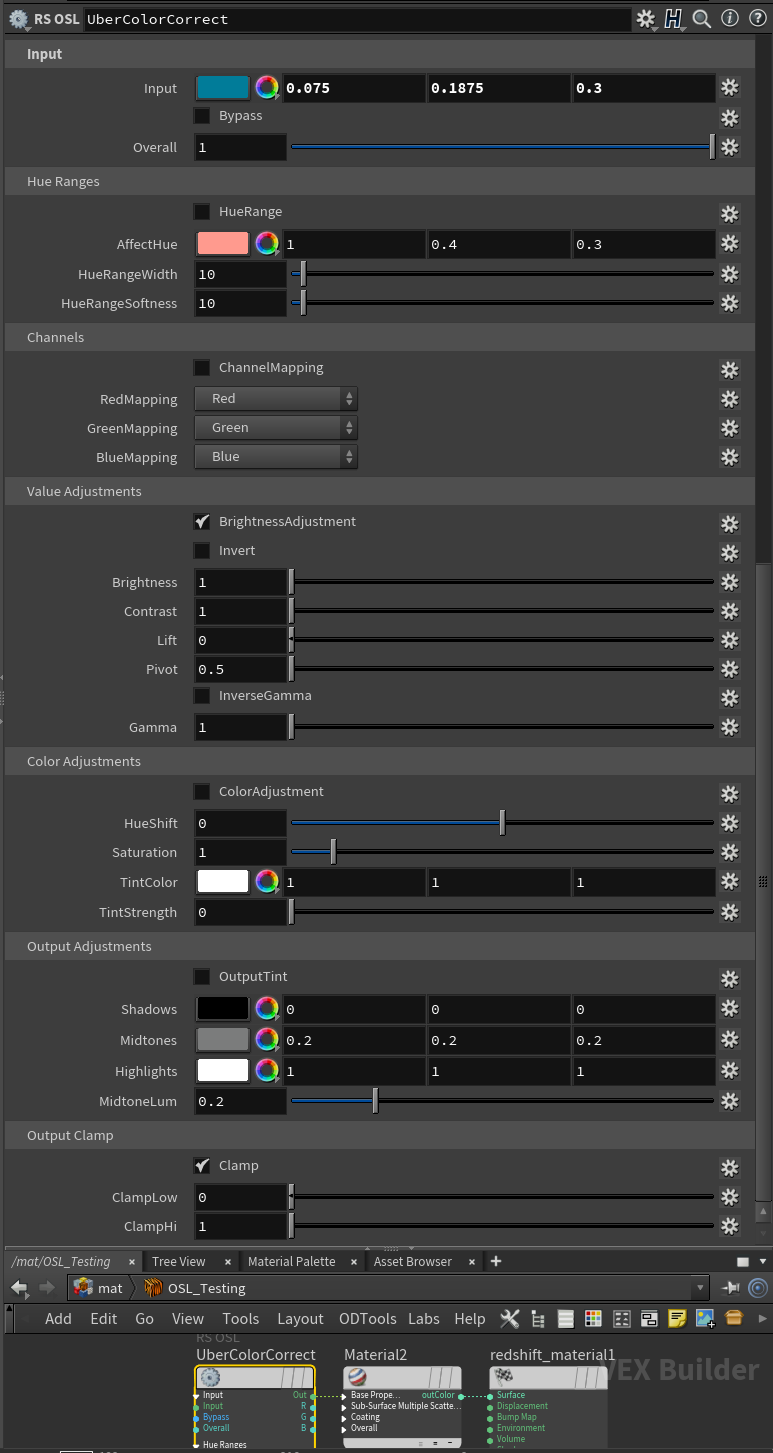 RS OSL UberColorCorrect
Input
Input 0.075 0.1875 0.3
Bypass
Overall 1
Hue Ranges
HueRange
AffectHue 1 0.4 0.3
HueRangeWidth 10
HueRangeSoftness 10
Channels
ChannelMapping
RedMapping Red
GreenMapping Green
BlueMapping Blue
Value Adjustments
BrightnessAdjustment
Invert
Brightness 1
Contrast 1
Lift 0
Pivot 0.5
InverseGamma
Gamma 1
Color Adjustments
ColorAdjustment
HueShift 0
Saturation 1
TintColor 1 1 1
TintStrength 0
Output Adjustments
OutputTint
Shadows 0 0 0
Midtones 0.2 0.2 0.2
Highlights 1 1 1
MidtoneLum 0.2
Output Clamp
Clamp
ClampLow 0
ClampHi 1
/mat/OSL_Testing × Tree View × Material Palette × Asset Browser × +
mat OSL_Testing
Add Edit Go View Tools Layout ODTools Labs Help
RS OSL
UberColorCorrect Material2 redshift_material1
VEX Builder
Input Out Base Prope... outColor Surface
Input R Sub-Surface Multiple Scatte... Displacement
Bypass G Coating Bump Map
Overall B Overall Environment
Volume
Hue Ranges